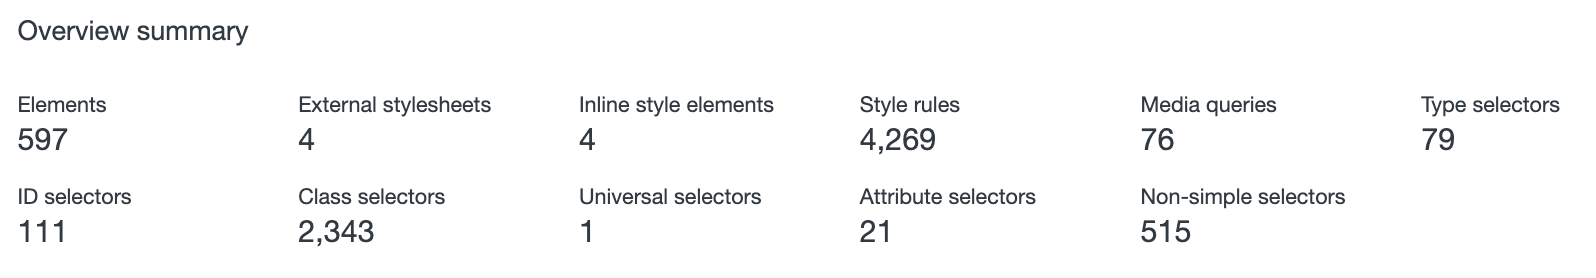 Overview summary
Elements External stylesheets Inline style elements Style rules Media queries Type selectors
597 4 4 4,269 76 79
ID selectors Class selectors Universal selectors Attribute selectors Non-simple selectors
111 2,343 1 21 515